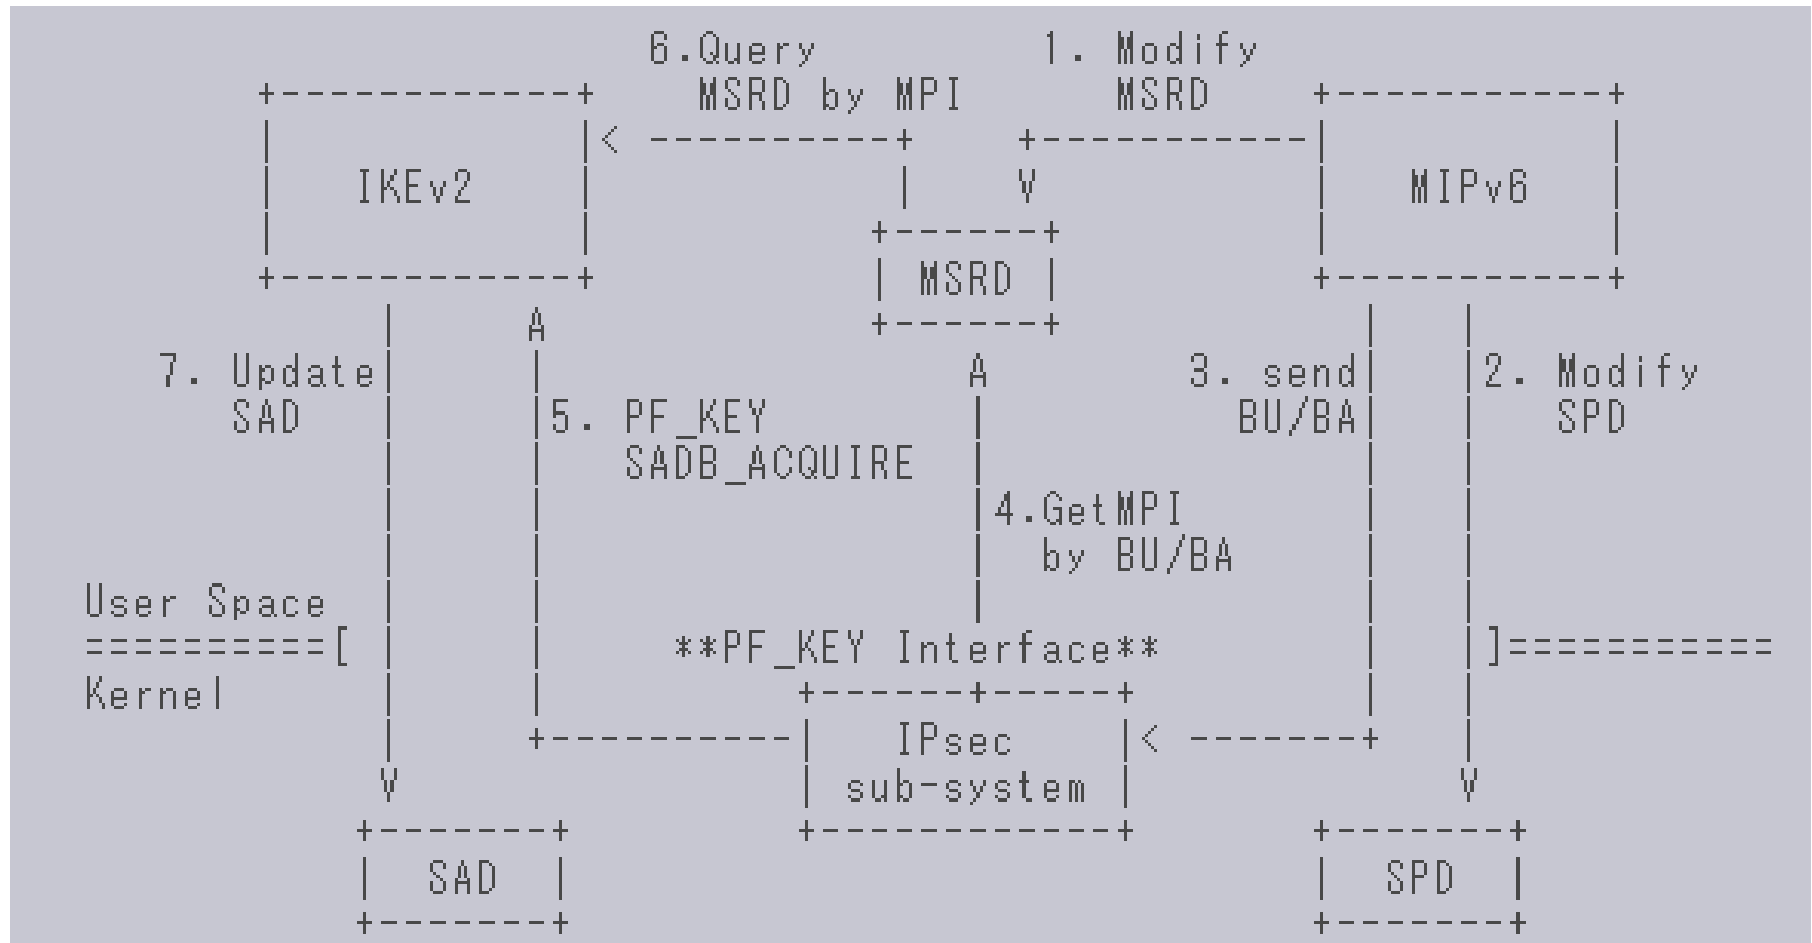 6.Query 1. Modify
+-------------+ MSRD by MPI MSRD +-----------+
| |< ----------+ +-----------| |
| IKEv2 | | V | MIPv6 |
| | +------+ | |
+-------------+ | MSRD | +-----------+
| A +------+ | |
7. Update| | A 3. send| |2. Modify
SAD | |5. PF_KEY | BU/BA| | SPD
| | SADB_ACQUIRE | | |
| | |4.GetMPI | |
| | | by BU/BA | |
User Space | | | | |
==========[ | | **PF_KEY Interface** | |]===========
Kernel | | +------+-----+ | |
| +----------| IPsec |< -------+ |
V | sub-system | V
+-------+ +-------------+ +-------+
| SAD | | SPD |
+-------+ +-------+